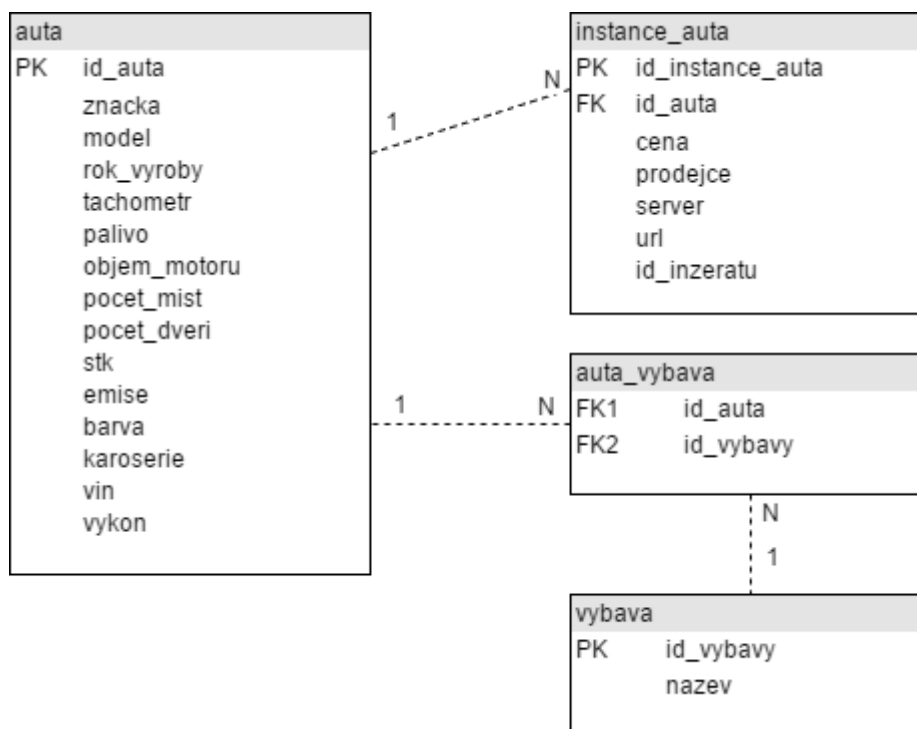 auta
PK id_auta
znacka
model
rok_vyroby
tachometr
palivo
objem_motoru
pocet_mist
pocet_dveri
stk
emise
barva
karoserie
vin
vykon
1
N
instance_auta
PK id_instance_auta
FK id_auta
cena
prodejce
server
url
id_inzeratu
1
N
auta_vybava
FK1 id_auta
FK2 id_vybavy
N
1
vybava
PK id_vybavy
nazev